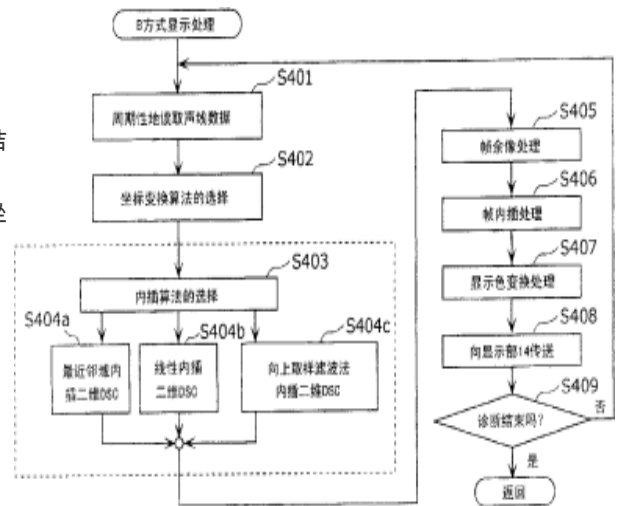 B方式显示处理
S401
周期性地读取声线数据
S402
坐标变换算法的选择
S403
内插算法的选择
S404a
最近邻域内
插二维DSC
S404b
线性内插
二维DSC
S404c
向上取样滤波法
内插二维DSC
S405
帧余像处理
S406
帧内插处理
S407
显示色变换处理
S408
向显示部14传送
S409
诊断结束吗?
否
是
返回